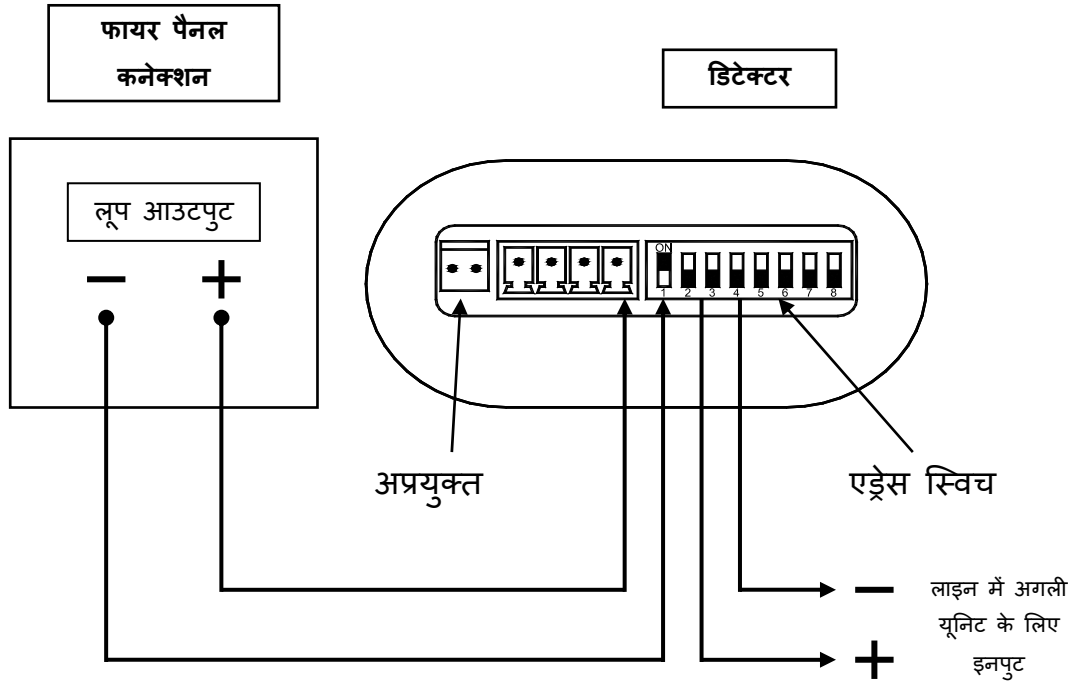 फायर पैनल
कनेक्शन
डिटेक्टर
लूप आउटपुट
− +
ON
1 2 3 4 5 6 7 8
अप्रयुक्त
एड्रेस स्विच
−
लाइन में अगली
यूनिट के लिए
+
इनपुट